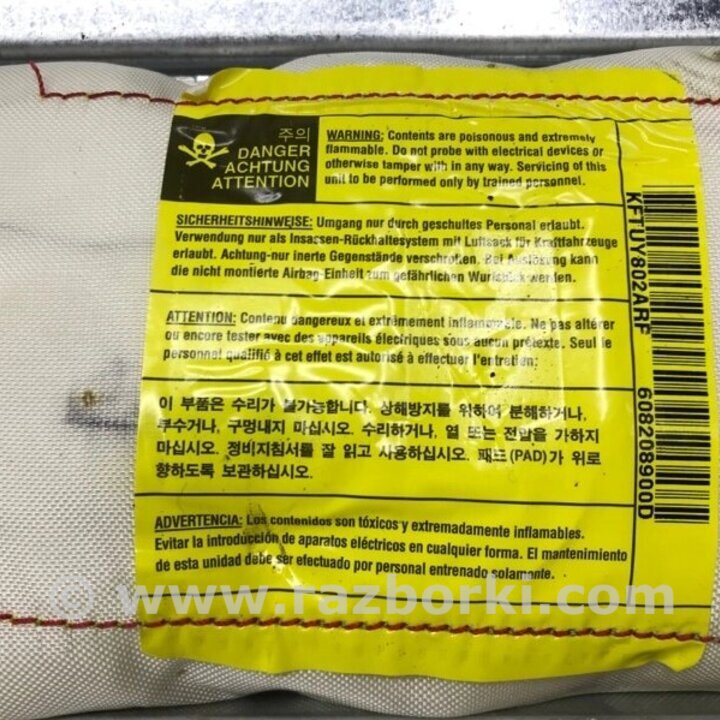 주의
DANGER
ACHTUNG
ATTENTION
WARNING: Contents are poisonous and extremely
flammable. Do not probe with electrical devices or
otherwise tamper with in any way. Servicing of this
unit to be performed only by trained personnel.
SICHERHEITSHINWEISE: Umgang nur durch geschultes Personal erlaubt.
Verwendung nur als Insassen-Rückhaltesystem mit Luftsack für Kraftfahrzeuge
erlaubt. Achtung-nur inerte Gegenstände verschrotten. Bei Auslösung kann
die nicht montierte Airbag-Einheit zum gefährlichen Wurfstück werden.
ATTENTION: Contenu dangereux et extrêmement inflammable. Ne pas altérer
ou encore tester avec des appareils électriques sous aucun prétexte. Seul le
personnel qualifié à cet effet est autorisé à effectuer l'entretien;
이 부품은 수리가 불가능합니다. 상해방지를 위하여 분해하거나,
부수거나, 구멍내지 마십시오. 수리하거나, 열 또는 전압을 가하지
마십시오. 정비지침서를 잘 읽고 사용하십시오. 패드(PAD)가 위로
향하도록 보관하십시오.
ADVERTENCIA: Los contenidos son tóxicos y extremadamente inflamables.
Evitar la introducción de aparatos eléctricos en cualquier forma. El mantenimiento
de esta unidad debe ser efectuado por personal entrenado solamente.
KFTUY802ARF 608208900D
© www.razborki.com